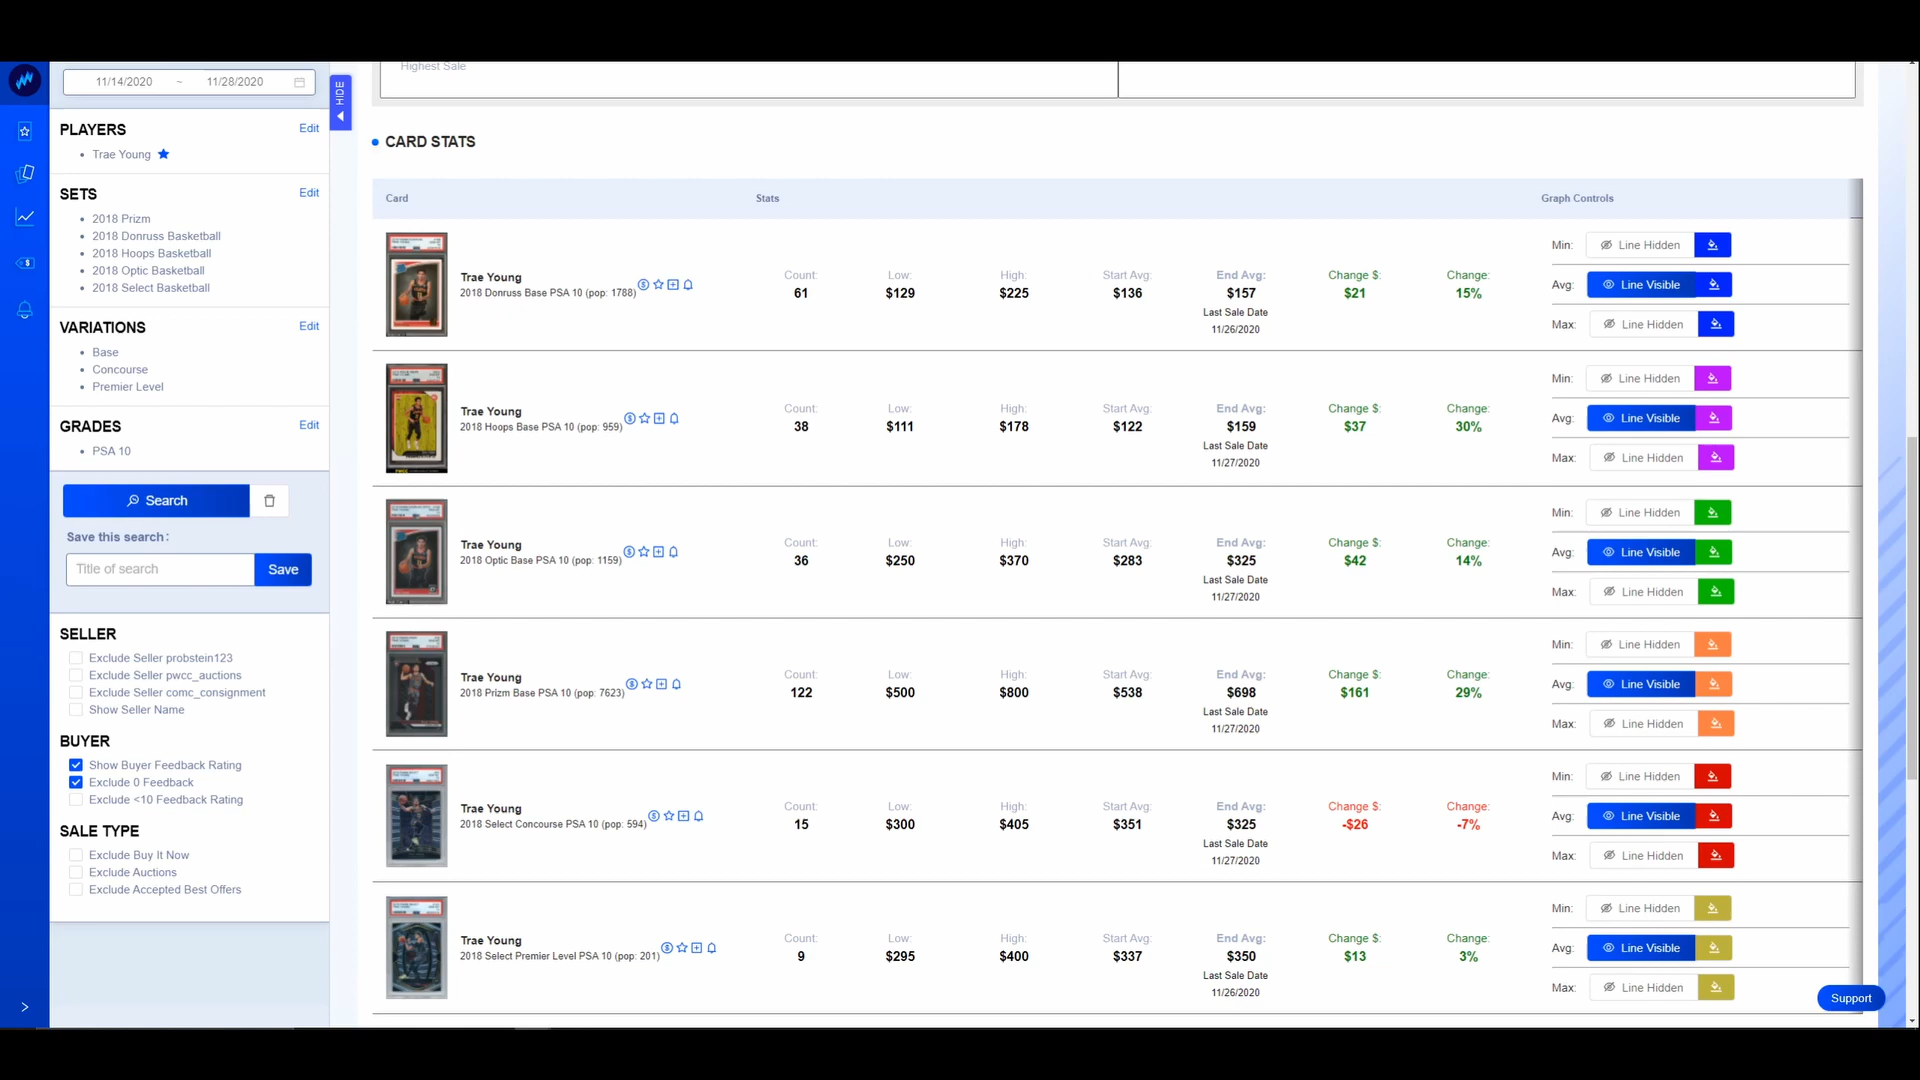 11/14/2020 ~ 11/28/2020
HIDE
PLAYERS Edit
Trae Young
SETS Edit
2018 Prizm
2018 Donruss Basketball
2018 Hoops Basketball
2018 Optic Basketball
2018 Select Basketball
VARIATIONS Edit
Base
Concourse
Premier Level
GRADES Edit
PSA 10
Search
Save this search:
Title of search Save
SELLER
Exclude Seller probstein123
Exclude Seller pwcc_auctions
Exclude Seller comc_consignment
Show Seller Name
BUYER
Show Buyer Feedback Rating
Exclude 0 Feedback
Exclude <10 Feedback Rating
SALE TYPE
Exclude Buy It Now
Exclude Auctions
Exclude Accepted Best Offers
Highest Sale
CARD STATS
Card Stats Graph Controls
Trae Young
2018 Donruss Base PSA 10 (pop: 1788)
Count: Low: High: Start Avg: End Avg: Change $: Change:
61 $129 $225 $136 $157 $21 15%
Last Sale Date
11/26/2020
Min: Line Hidden
Avg: Line Visible
Max: Line Hidden
Trae Young
2018 Hoops Base PSA 10 (pop: 959)
Count: Low: High: Start Avg: End Avg: Change $: Change:
38 $111 $178 $122 $159 $37 30%
Last Sale Date
11/27/2020
Min: Line Hidden
Avg: Line Visible
Max: Line Hidden
Trae Young
2018 Optic Base PSA 10 (pop: 1159)
Count: Low: High: Start Avg: End Avg: Change $: Change:
36 $250 $370 $283 $325 $42 14%
Last Sale Date
11/27/2020
Min: Line Hidden
Avg: Line Visible
Max: Line Hidden
Trae Young
2018 Prizm Base PSA 10 (pop: 7623)
Count: Low: High: Start Avg: End Avg: Change $: Change:
122 $500 $800 $538 $698 $161 29%
Last Sale Date
11/27/2020
Min: Line Hidden
Avg: Line Visible
Max: Line Hidden
Trae Young
2018 Select Concourse PSA 10 (pop: 594)
Count: Low: High: Start Avg: End Avg: Change $: Change:
15 $300 $405 $351 $325 -$26 -7%
Last Sale Date
11/27/2020
Min: Line Hidden
Avg: Line Visible
Max: Line Hidden
Trae Young
2018 Select Premier Level PSA 10 (pop: 201)
Count: Low: High: Start Avg: End Avg: Change $: Change:
9 $295 $400 $337 $350 $13 3%
Last Sale Date
11/26/2020
Min: Line Hidden
Avg: Line Visible
Max: Line Hidden
Support